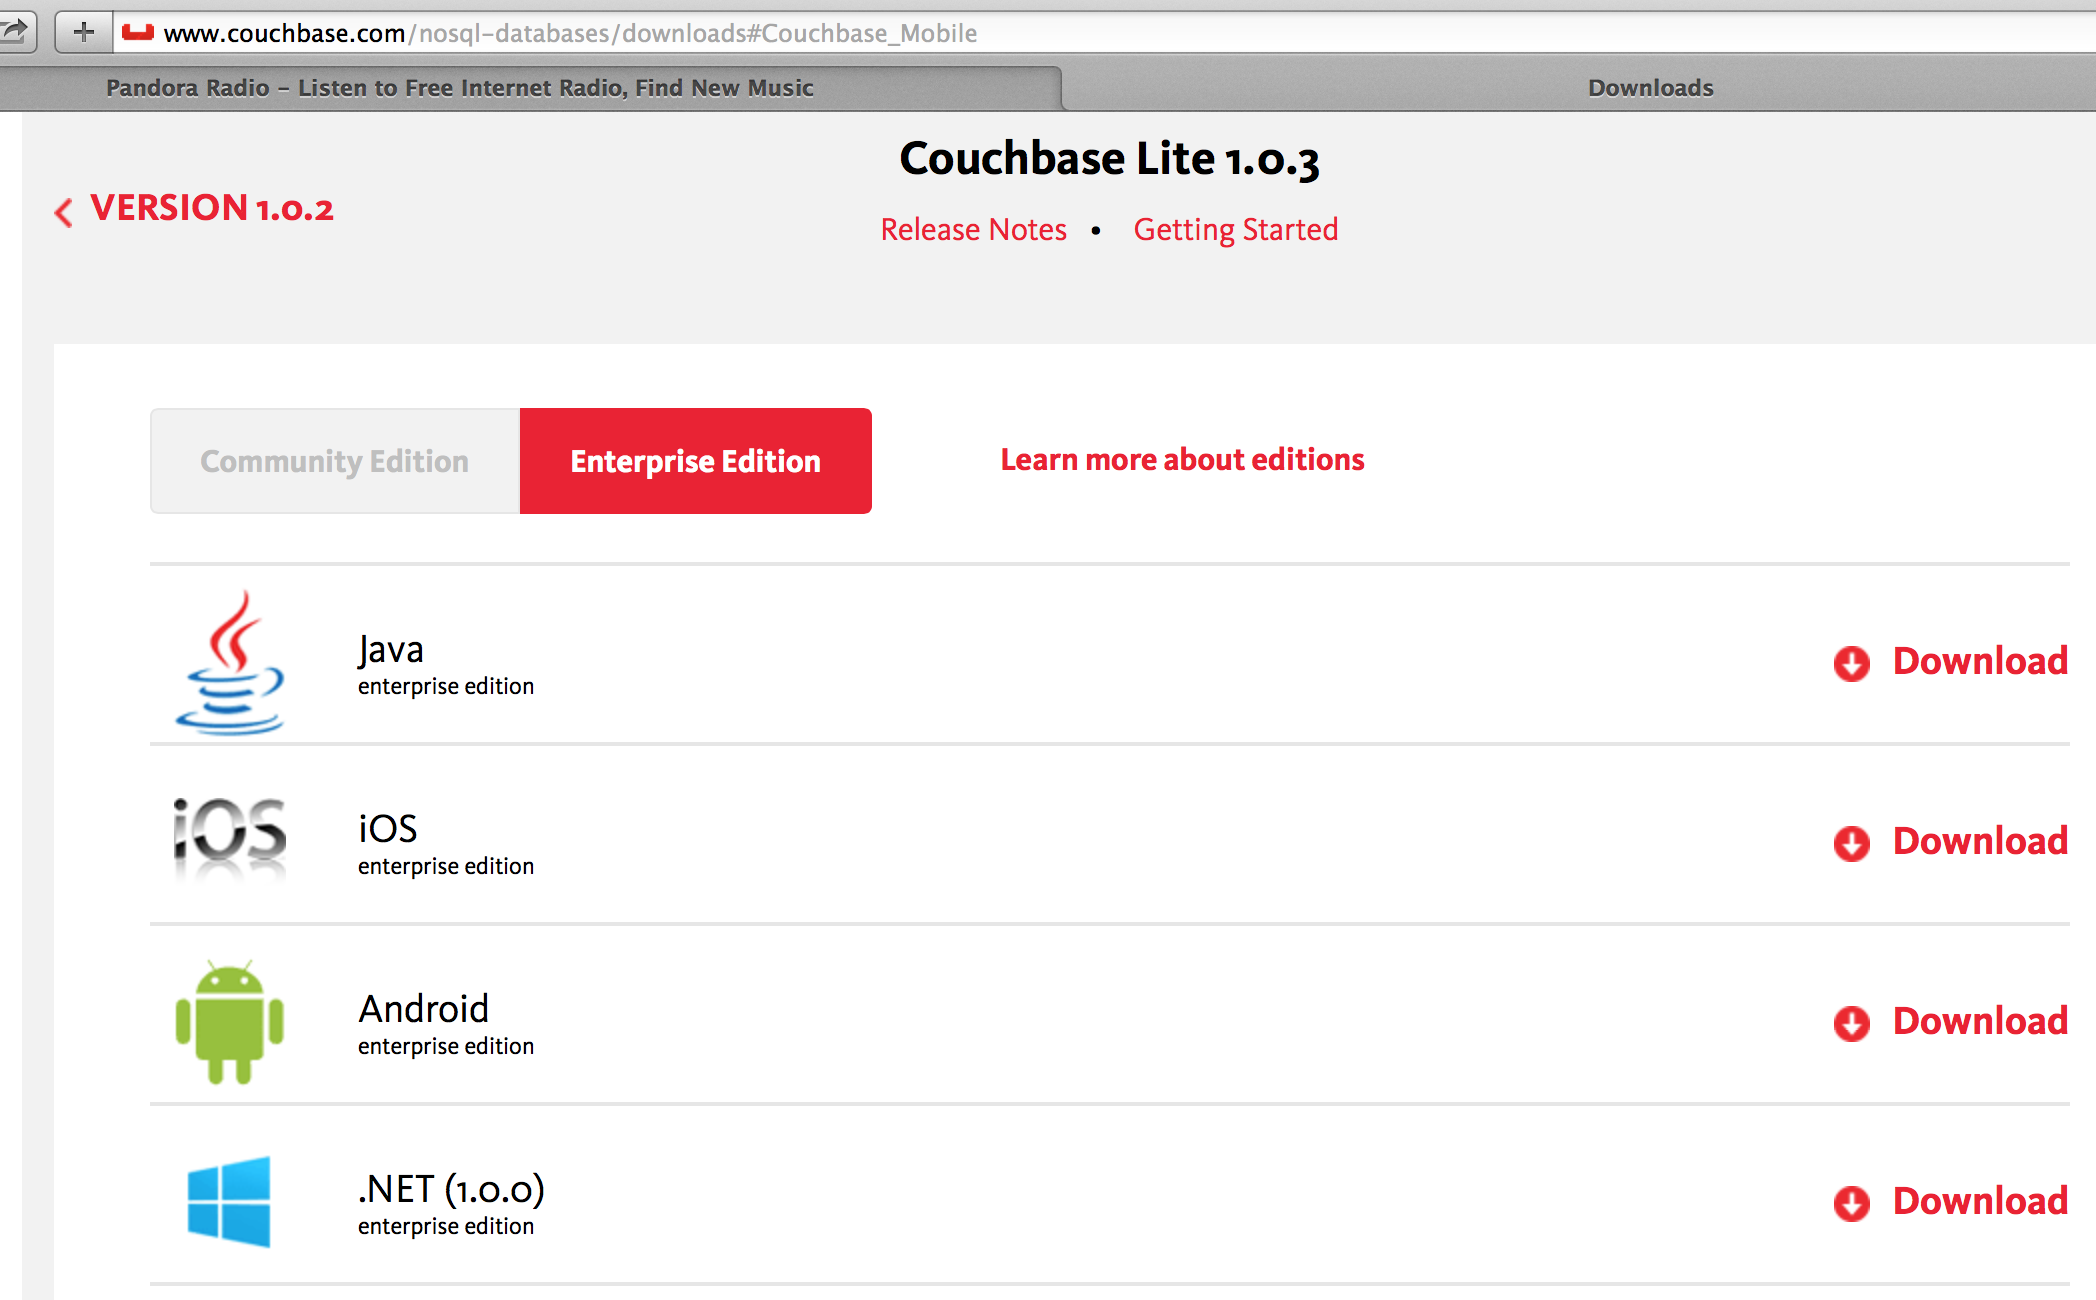 www.couchbase.com/nosql-databases/downloads#Couchbase_Mobile
Pandora Radio – Listen to Free Internet Radio, Find New Music
Downloads
Couchbase Lite 1.0.3
VERSION 1.0.2
Release Notes • Getting Started
Community Edition
Enterprise Edition
Learn more about editions
Java
enterprise edition
Download
iOS
iOS
enterprise edition
Download
Android
enterprise edition
Download
.NET (1.0.0)
enterprise edition
Download